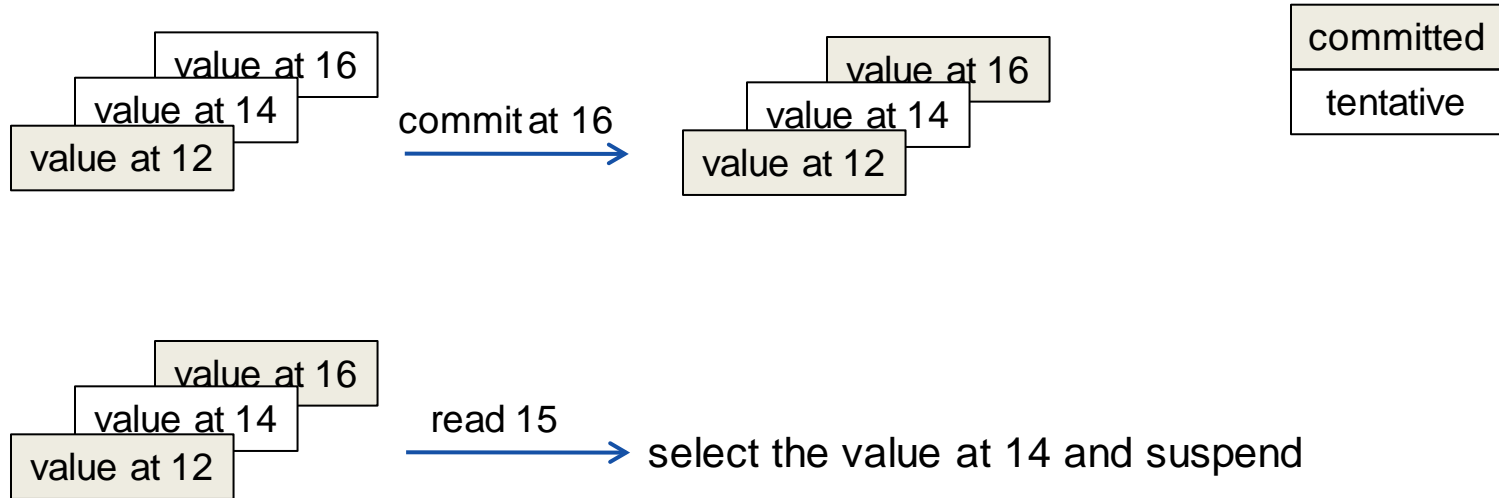 value at 16
value at 14
value at 12
commit at 16
value at 16
value at 14
value at 12
committed
tentative
value at 16
value at 14
value at 12
read 15
select the value at 14 and suspend